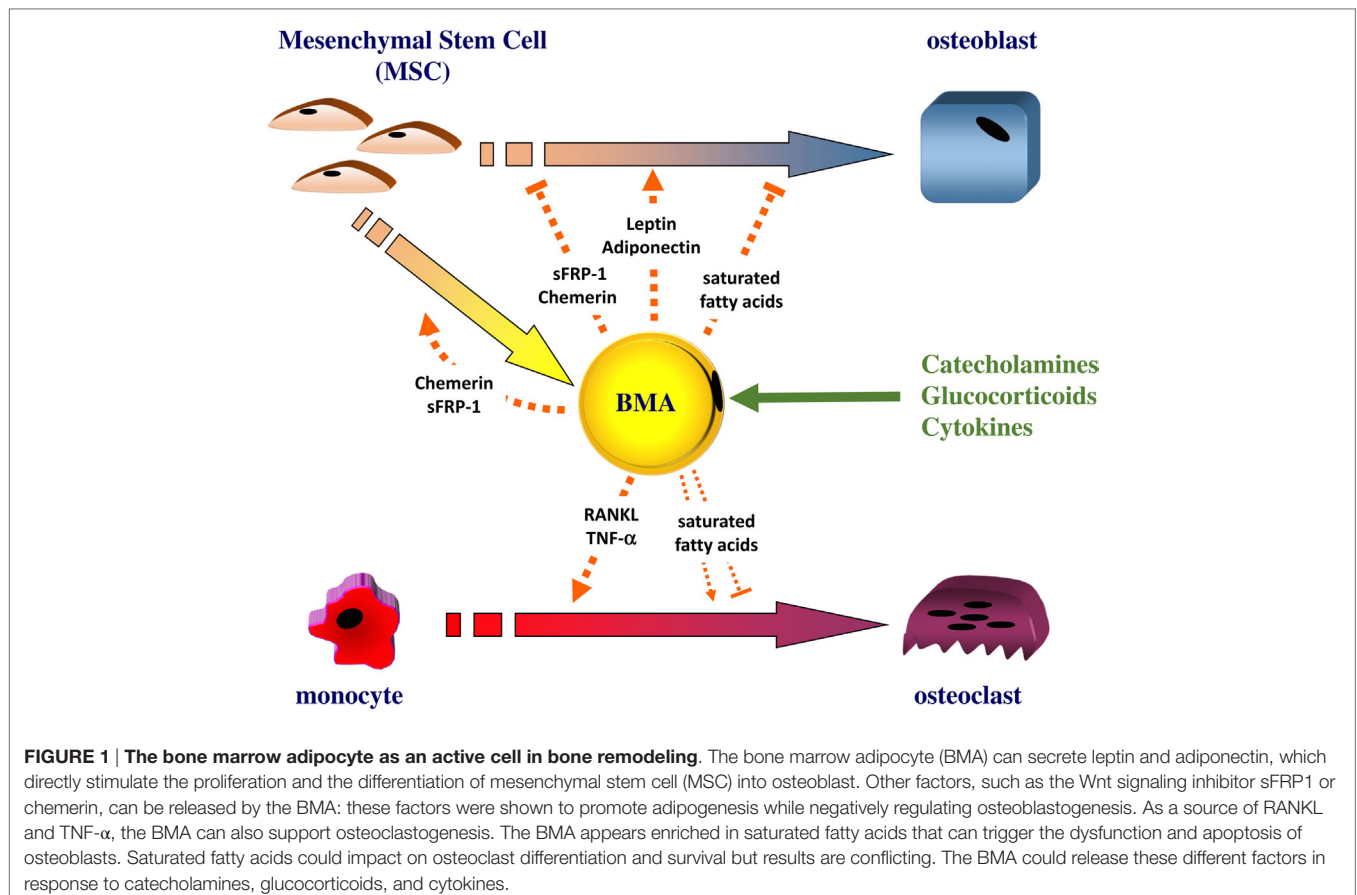 Mesenchymal Stem Cell
(MSC)
osteoblast
Leptin
Adiponectin
sFRP-1
Chemerin
saturated
fatty acids
Chemerin
sFRP-1
BMA
Catecholamines
Glucocorticoids
Cytokines
RANKL
TNF-α
saturated
fatty acids
monocyte
osteoclast
FIGURE 1 | The bone marrow adipocyte as an active cell in bone remodeling. The bone marrow adipocyte (BMA) can secrete leptin and adiponectin, which
directly stimulate the proliferation and the differentiation of mesenchymal stem cell (MSC) into osteoblast. Other factors, such as the Wnt signaling inhibitor sFRP1 or
chemerin, can be released by the BMA: these factors were shown to promote adipogenesis while negatively regulating osteoblastogenesis. As a source of RANKL
and TNF-α, the BMA can also support osteoclastogenesis. The BMA appears enriched in saturated fatty acids that can trigger the dysfunction and apoptosis of
osteoblasts. Saturated fatty acids could impact on osteoclast differentiation and survival but results are conflicting. The BMA could release these different factors in
response to catecholamines, glucocorticoids, and cytokines.